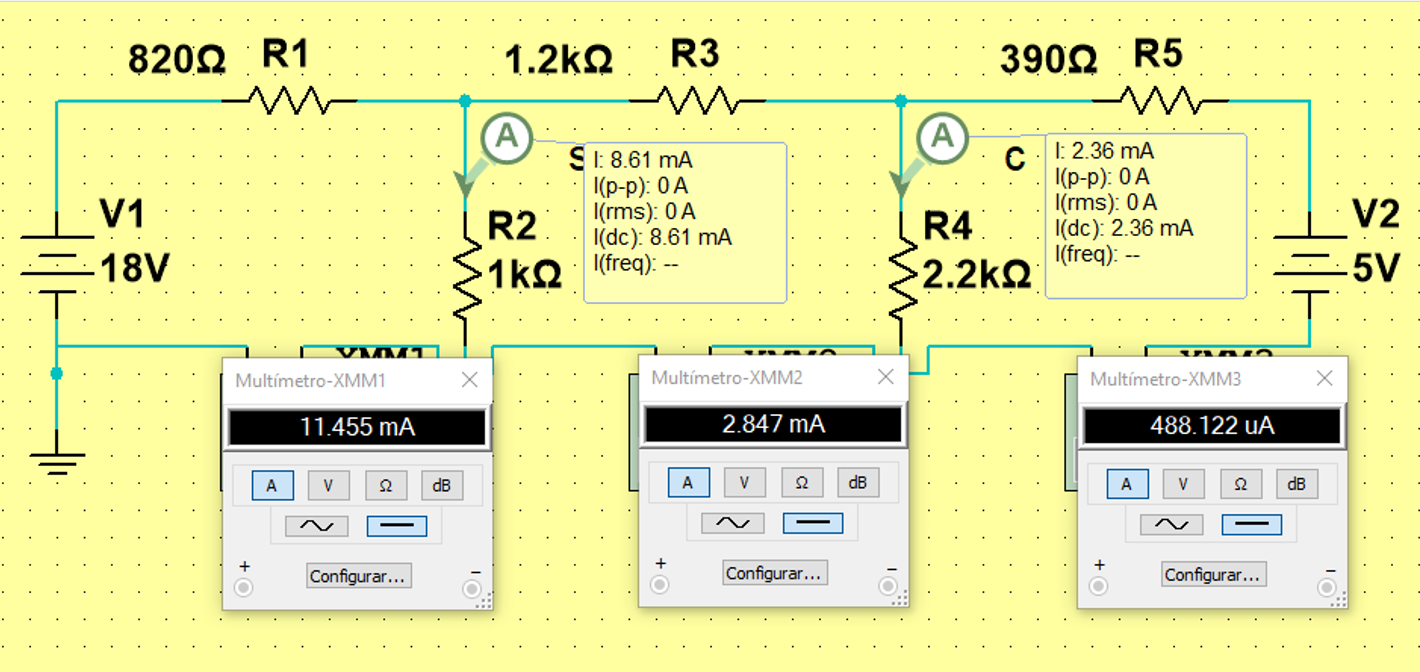 820Ω R1
1.2kΩ R3
390Ω R5
A
S
I: 8.61 mA
I(p-p): 0 A
I(rms): 0 A
I(dc): 8.61 mA
I(freq): --
A
C
I: 2.36 mA
I(p-p): 0 A
I(rms): 0 A
I(dc): 2.36 mA
I(freq): --
V1
18V
R2
1kΩ
R4
2.2kΩ
V2
5V
XMM1
Multímetro-XMM1
11.455 mA
A V Ω dB
+ Configurar... –
Multímetro-XMM2
2.847 mA
A V Ω dB
+ Configurar... –
Multímetro-XMM3
488.122 uA
A V Ω dB
+ Configurar... –